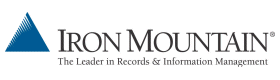 IRON MOUNTAIN®
The Leader in Records & Information Management